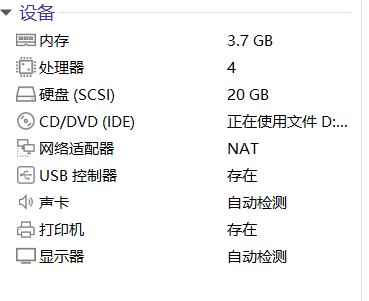 设备
内存 3.7 GB
处理器 4
硬盘 (SCSI) 20 GB
CD/DVD (IDE) 正在使用文件 D:...
网络适配器 NAT
USB 控制器 存在
声卡 自动检测
打印机 存在
显示器 自动检测